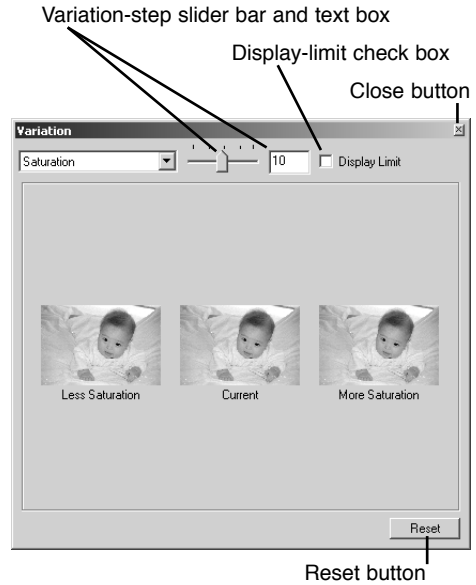 Variation-step slider bar and text box
Display-limit check box
Close button
Variation
Saturation
10
Display Limit
Less Saturation
Current
More Saturation
Reset
Reset button